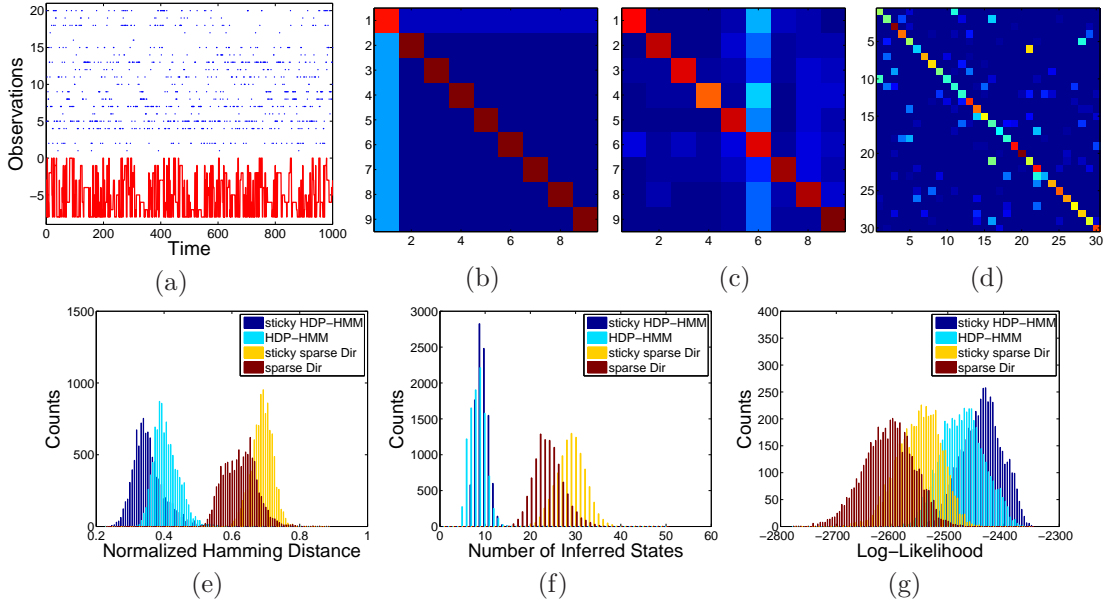 Observations
20
15
10
5
0
−5
0 200 400 600 800 1000
Time
(a)
1
2
3
4
5
6
7
8
9
2 4 6 8
(b)
1
2
3
4
5
6
7
8
9
2 4 6 8
(c)
5
10
15
20
25
30
5 10 15 20 25 30
(d)
Counts
1500
1000
500
0
0.2 0.4 0.6 0.8 1
Normalized Hamming Distance
sticky HDP−HMM
HDP−HMM
sticky sparse Dir
sparse Dir
(e)
Counts
3000
2500
2000
1500
1000
500
0
0 10 20 30 40 50 60
Number of Inferred States
sticky HDP−HMM
HDP−HMM
sticky sparse Dir
sparse Dir
(f)
Counts
400
350
300
250
200
150
100
50
0
−2800 −2700 −2600 −2500 −2400 −2300
Log−Likelihood
sticky HDP−HMM
HDP−HMM
sticky sparse Dir
sparse Dir
(g)